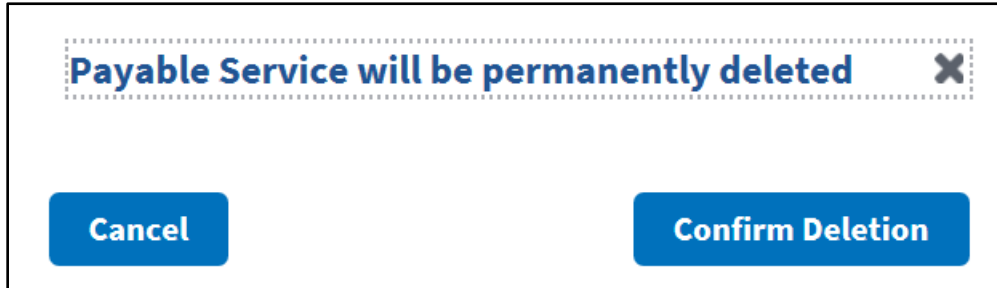 Payable Service will be permanently deleted
Cancel
Confirm Deletion